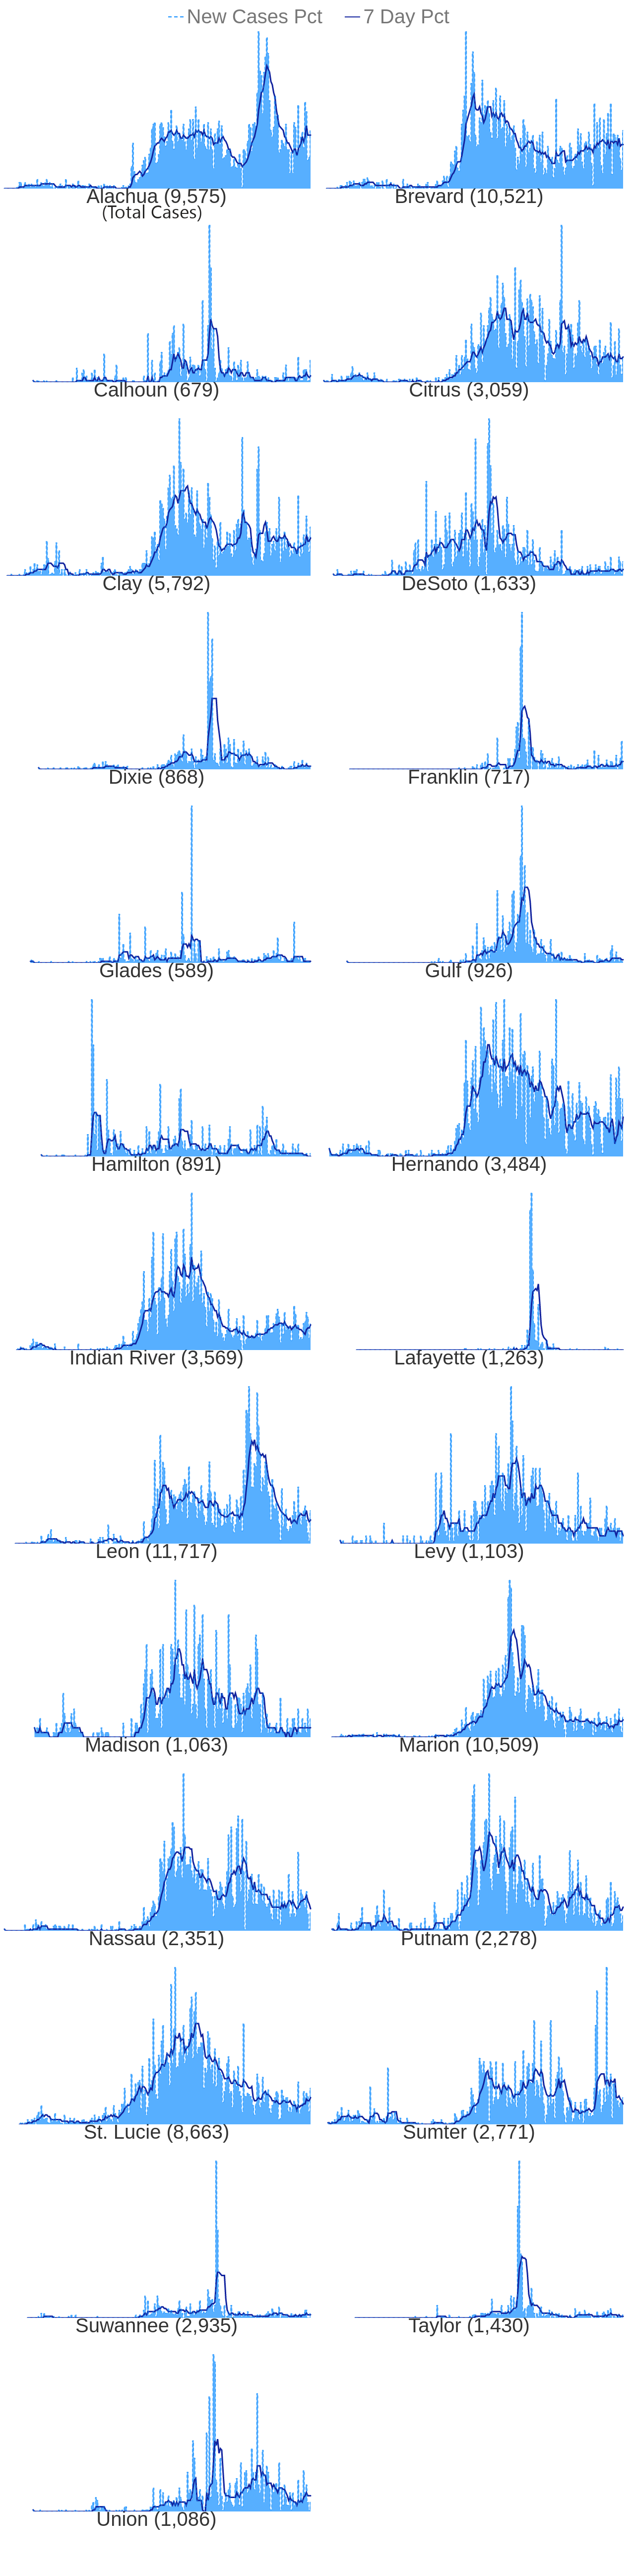 New Cases Pct 7 Day Pct
Alachua (9,575) Brevard (10,521)
(Total Cases)
Calhoun (679) Citrus (3,059)
Clay (5,792) DeSoto (1,633)
Dixie (868) Franklin (717)
Glades (589) Gulf (926)
Hamilton (891) Hernando (3,484)
Indian River (3,569) Lafayette (1,263)
Leon (11,717) Levy (1,103)
Madison (1,063) Marion (10,509)
Nassau (2,351) Putnam (2,278)
St. Lucie (8,663) Sumter (2,771)
Suwannee (2,935) Taylor (1,430)
Union (1,086)